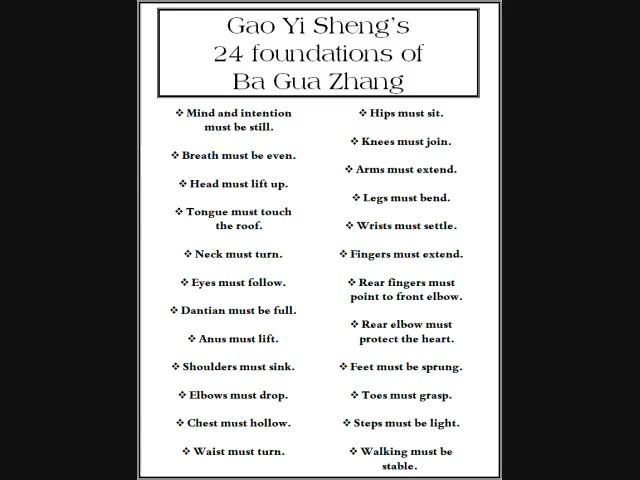 Gao Yi Sheng's
24 foundations of
Ba Gua Zhang
❖ Mind and intention
must be still.
❖ Breath must be even.
❖ Head must lift up.
❖ Tongue must touch
the roof.
❖ Neck must turn.
❖ Eyes must follow.
❖ Dantian must be full.
❖ Anus must lift.
❖ Shoulders must sink.
❖ Elbows must drop.
❖ Chest must hollow.
❖ Waist must turn.
❖ Hips must sit.
❖ Knees must join.
❖ Arms must extend.
❖ Legs must bend.
❖ Wrists must settle.
❖ Fingers must extend.
❖ Rear fingers must
point to front elbow.
❖ Rear elbow must
protect the heart.
❖ Feet must be sprung.
❖ Toes must grasp.
❖ Steps must be light.
❖ Walking must be
stable.